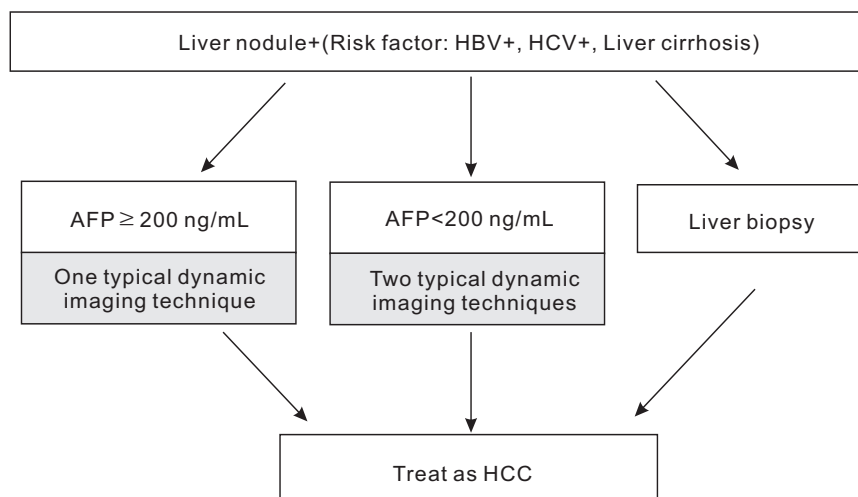 Liver nodule+(Risk factor: HBV+, HCV+, Liver cirrhosis)
AFP ≥ 200 ng/mL
One typical dynamic
imaging technique
AFP<200 ng/mL
Two typical dynamic
imaging techniques
Liver biopsy
Treat as HCC